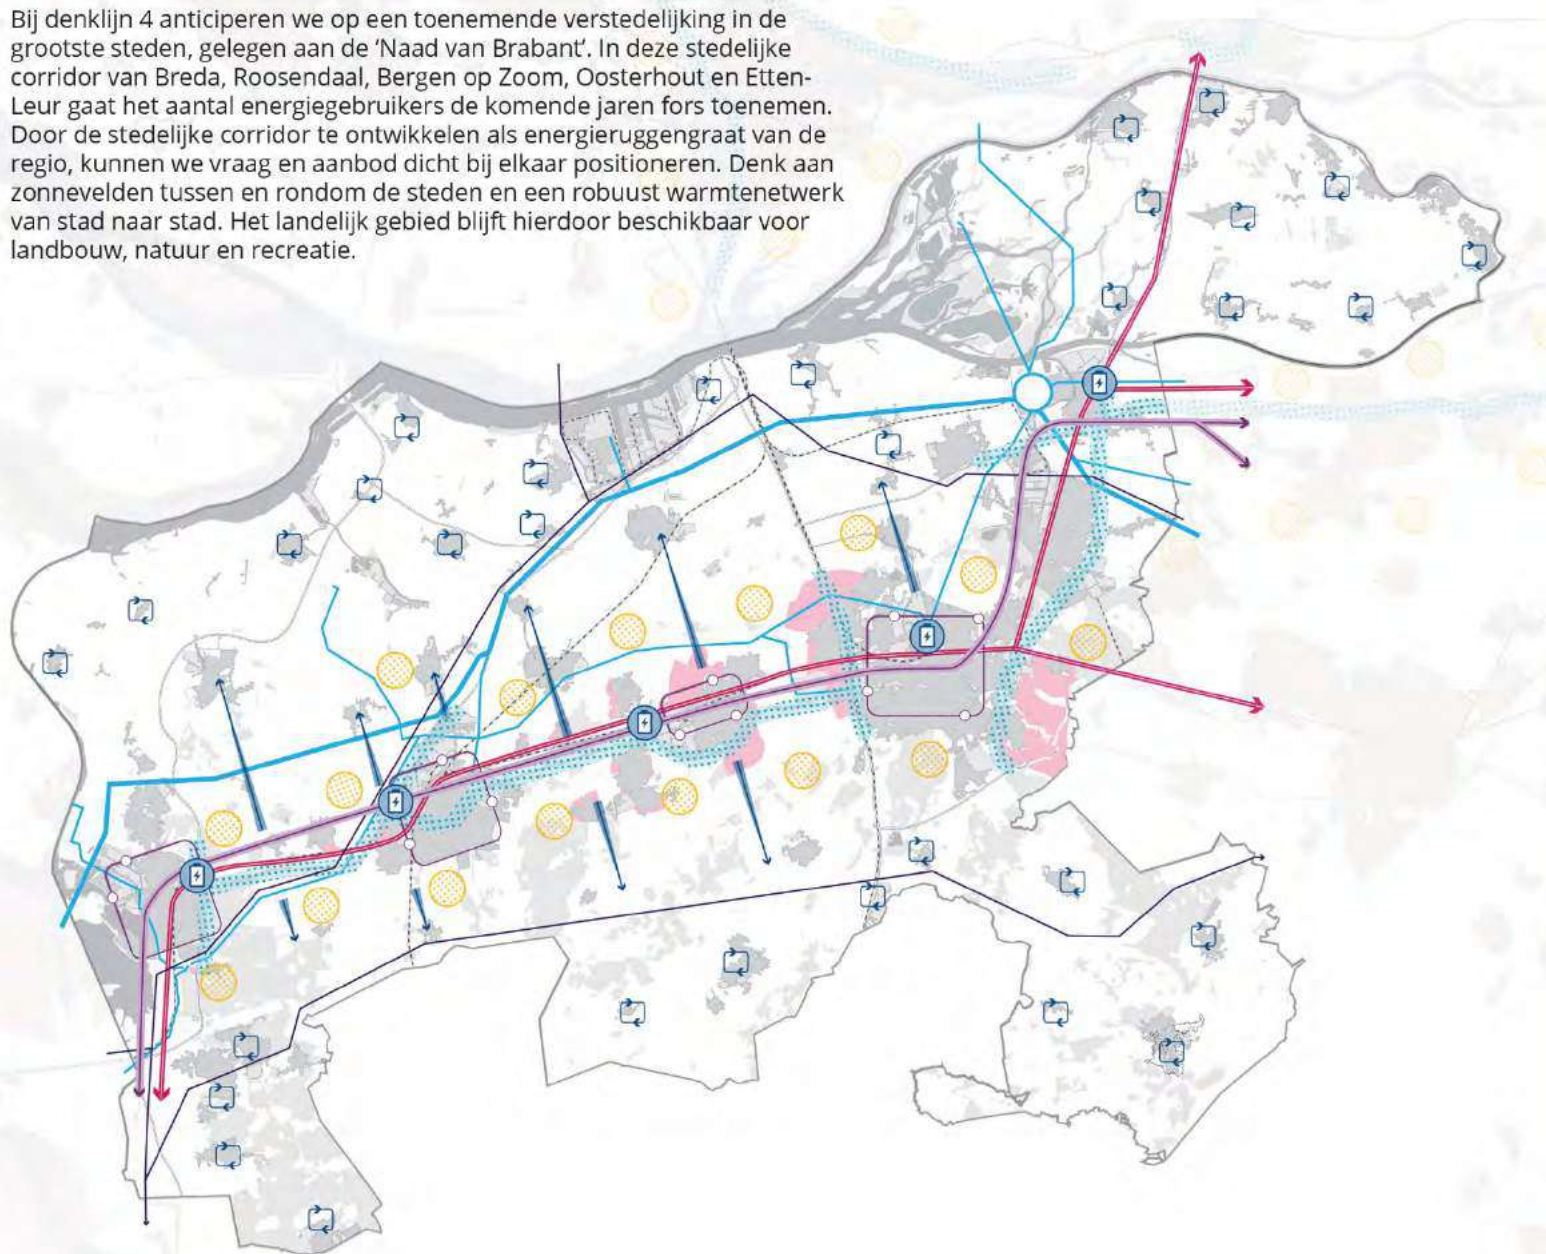 Bij denklijn 4 anticiperen we op een toenemende verstedelijking in de
grootste steden, gelegen aan de ‘Naad van Brabant’. In deze stedelijke
corridor van Breda, Roosendaal, Bergen op Zoom, Oosterhout en Etten-
Leur gaat het aantal energiegebruikers de komende jaren fors toenemen.
Door de stedelijke corridor te ontwikkelen als energieruggengraat van de
regio, kunnen we vraag en aanbod dicht bij elkaar positioneren. Denk aan
zonnevelden tussen en rondom de steden en een robuust warmtenetwerk
van stad naar stad. Het landelijk gebied blijft hierdoor beschikbaar voor
landbouw, natuur en recreatie.